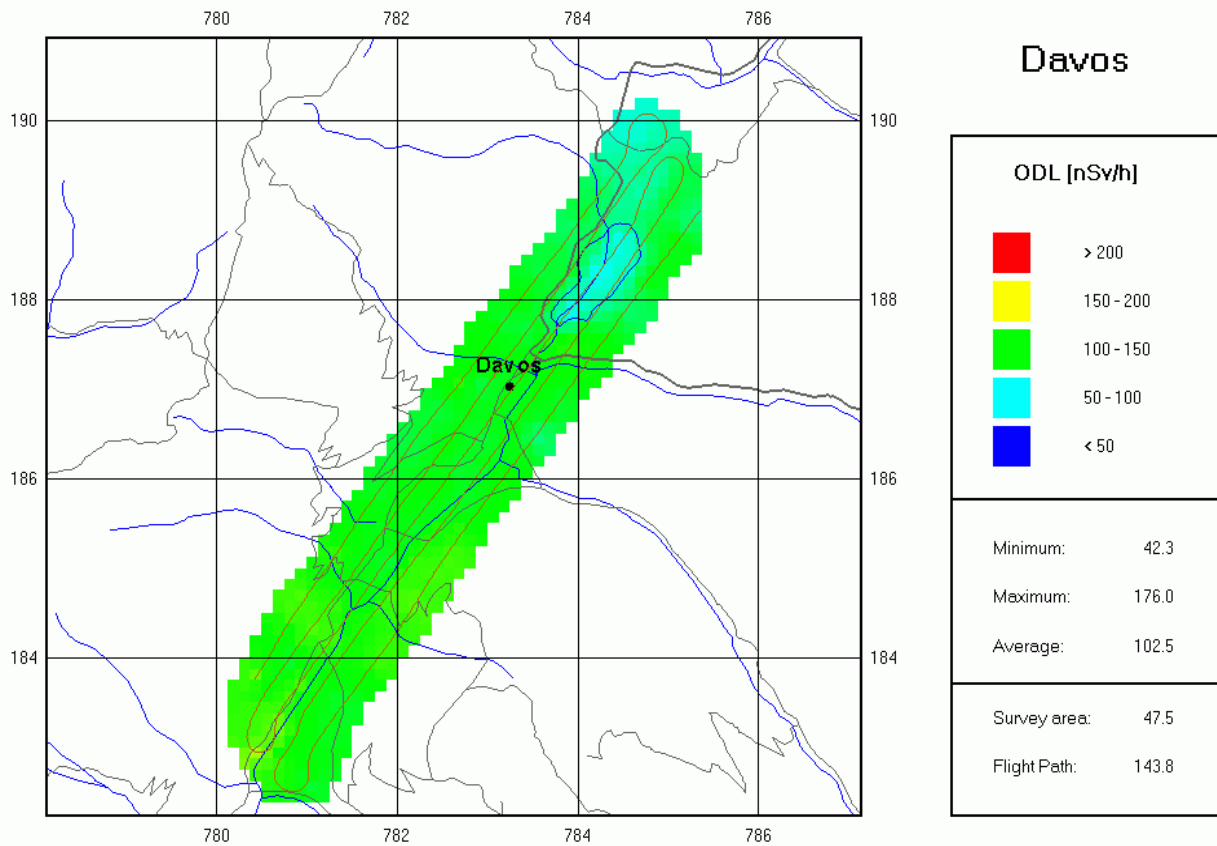 780 782 784 786
190 190
188 188
186 186
184 184
780 782 784 786
Davos
Davos
ODL [nSv/h]
> 200
150 - 200
100 - 150
50 - 100
< 50
Minimum: 42.3
Maximum: 176.0
Average: 102.5
Survey area: 47.5
Flight Path: 143.8